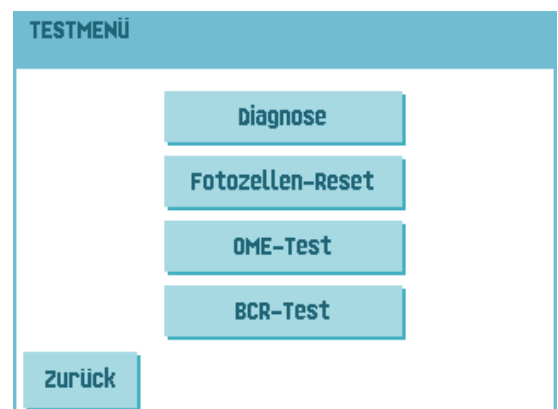 TESTMENÜ
Diagnose
Fotozellen-Reset
OME-Test
BCR-Test
Zurück